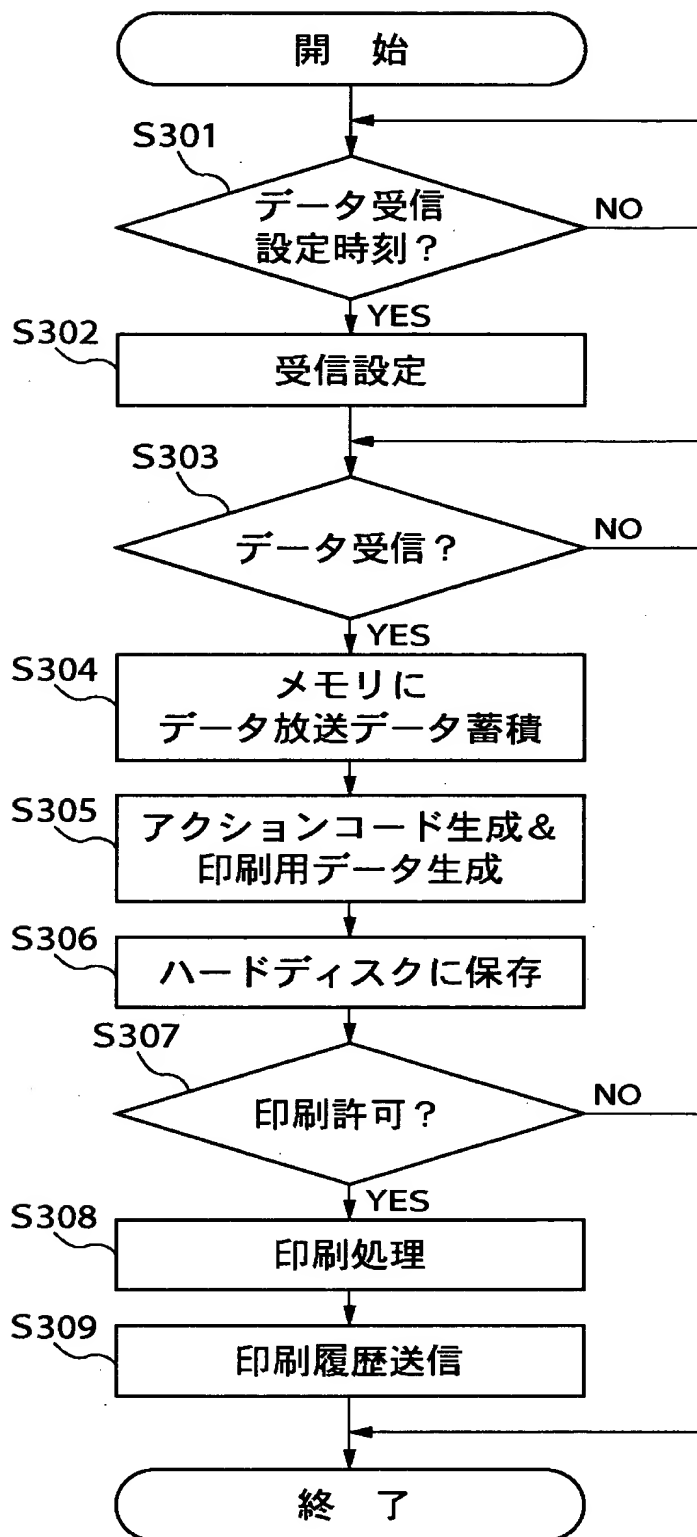 開 始
S301
データ受信
設定時刻？
NO
YES
S302
受信設定
S303
データ受信？
NO
YES
S304
メモリに
データ放送データ蓄積
S305
アクションコード生成＆
印刷用データ生成
S306
ハードディスクに保存
S307
印刷許可？
NO
YES
S308
印刷処理
S309
印刷履歴送信
終 了